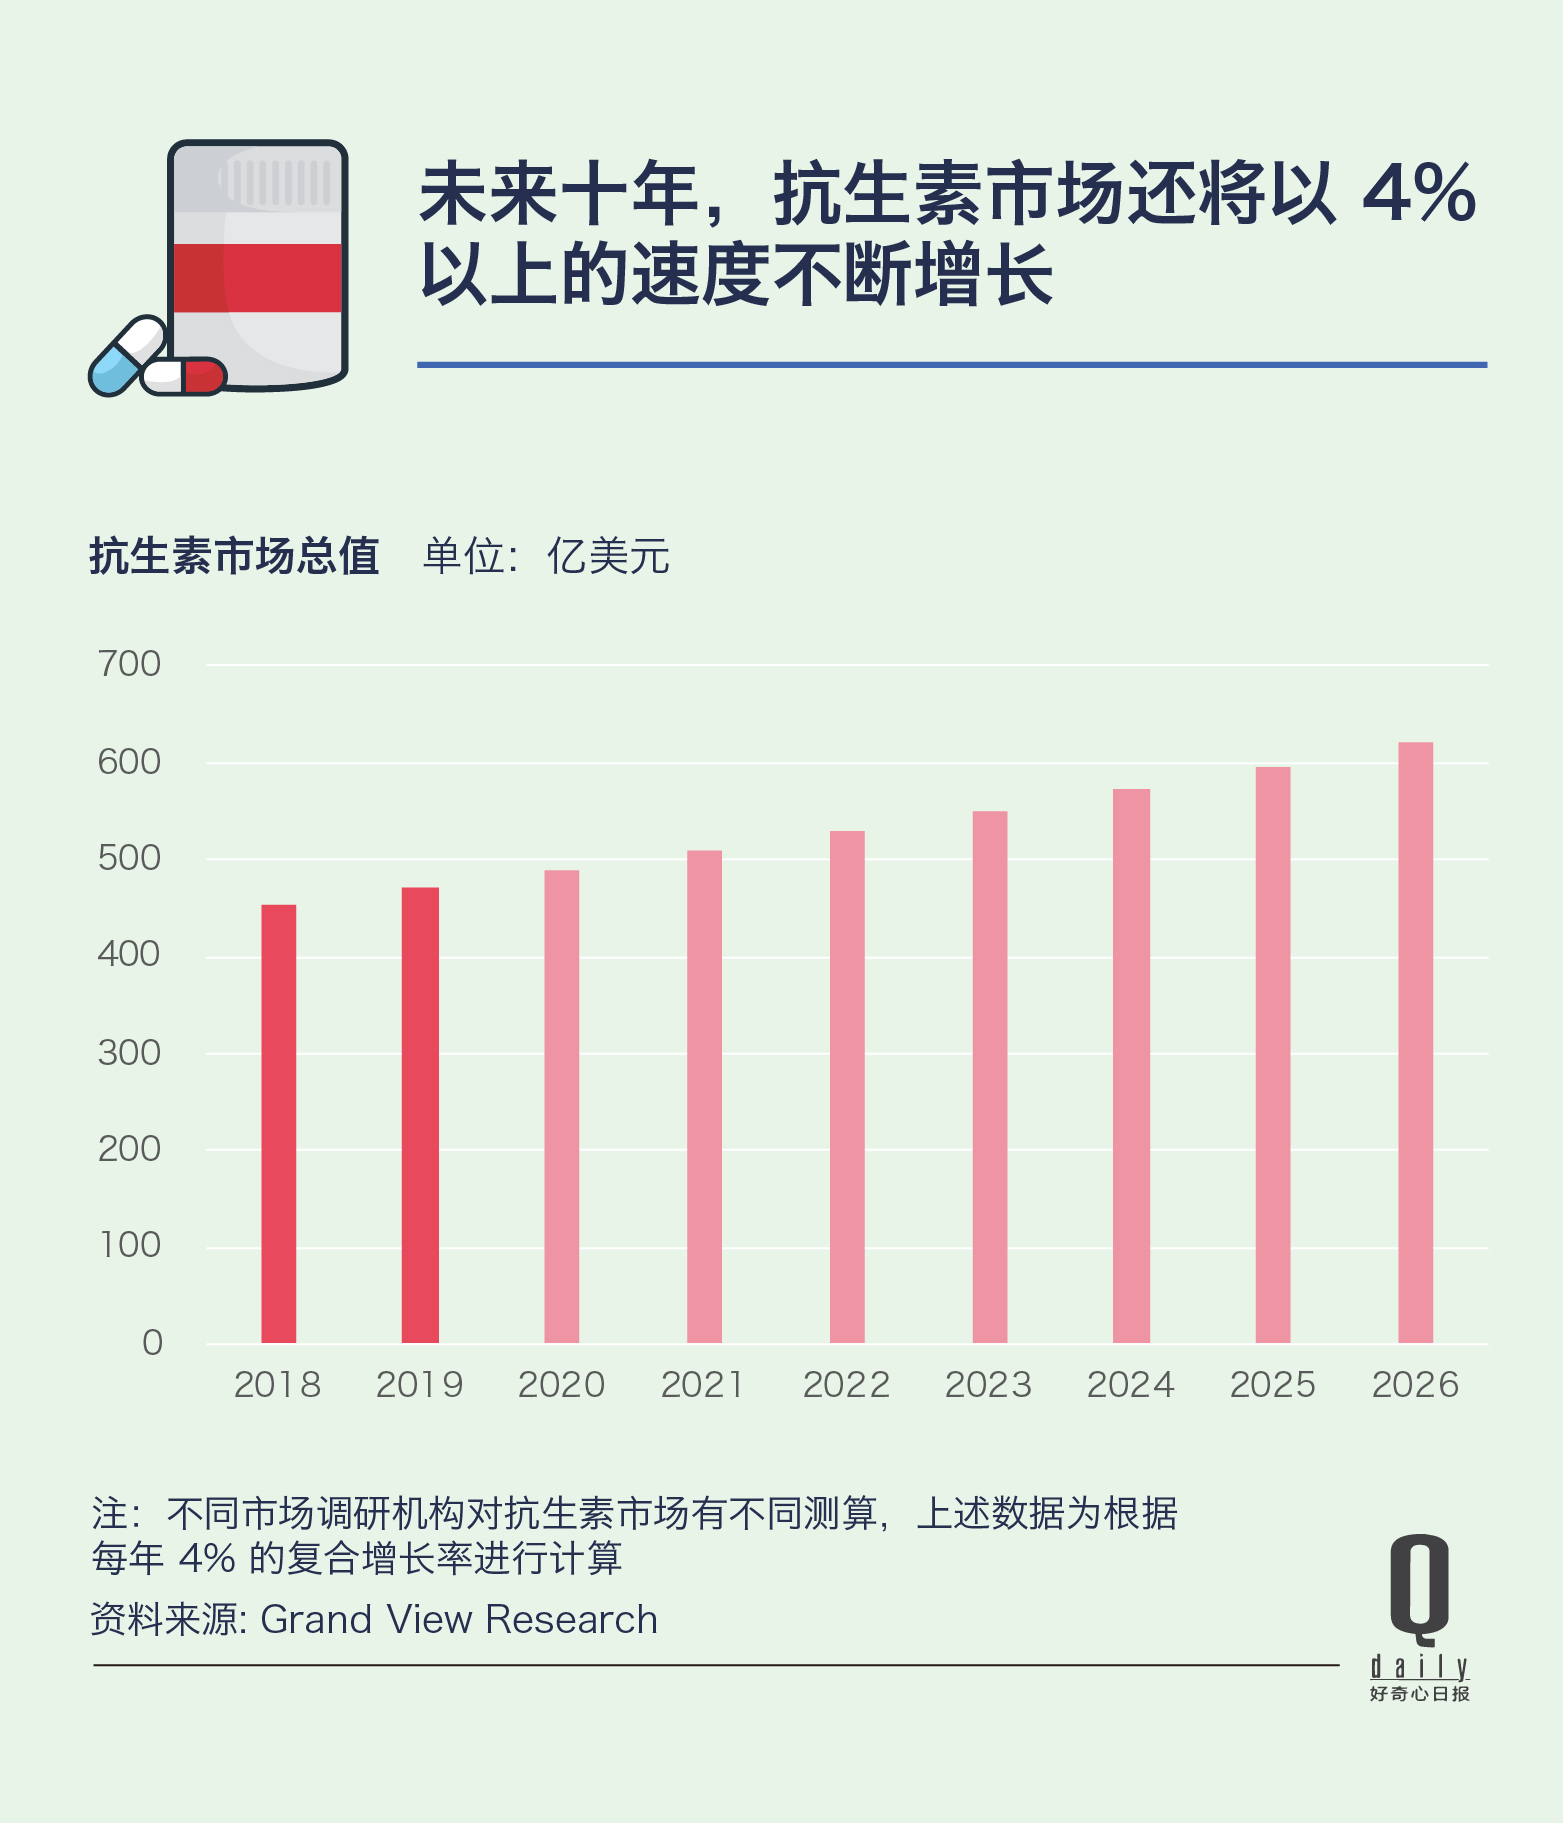 未来十年，抗生素市场还将以 4%
以上的速度不断增长
抗生素市场总值 单位：亿美元
700
600
500
400
300
200
100
0
2018 2019 2020 2021 2022 2023 2024 2025 2026
注：不同市场调研机构对抗生素市场有不同测算，上述数据为根据
每年 4% 的复合增长率进行计算
资料来源: Grand View Research
Q
daily
好奇心日报